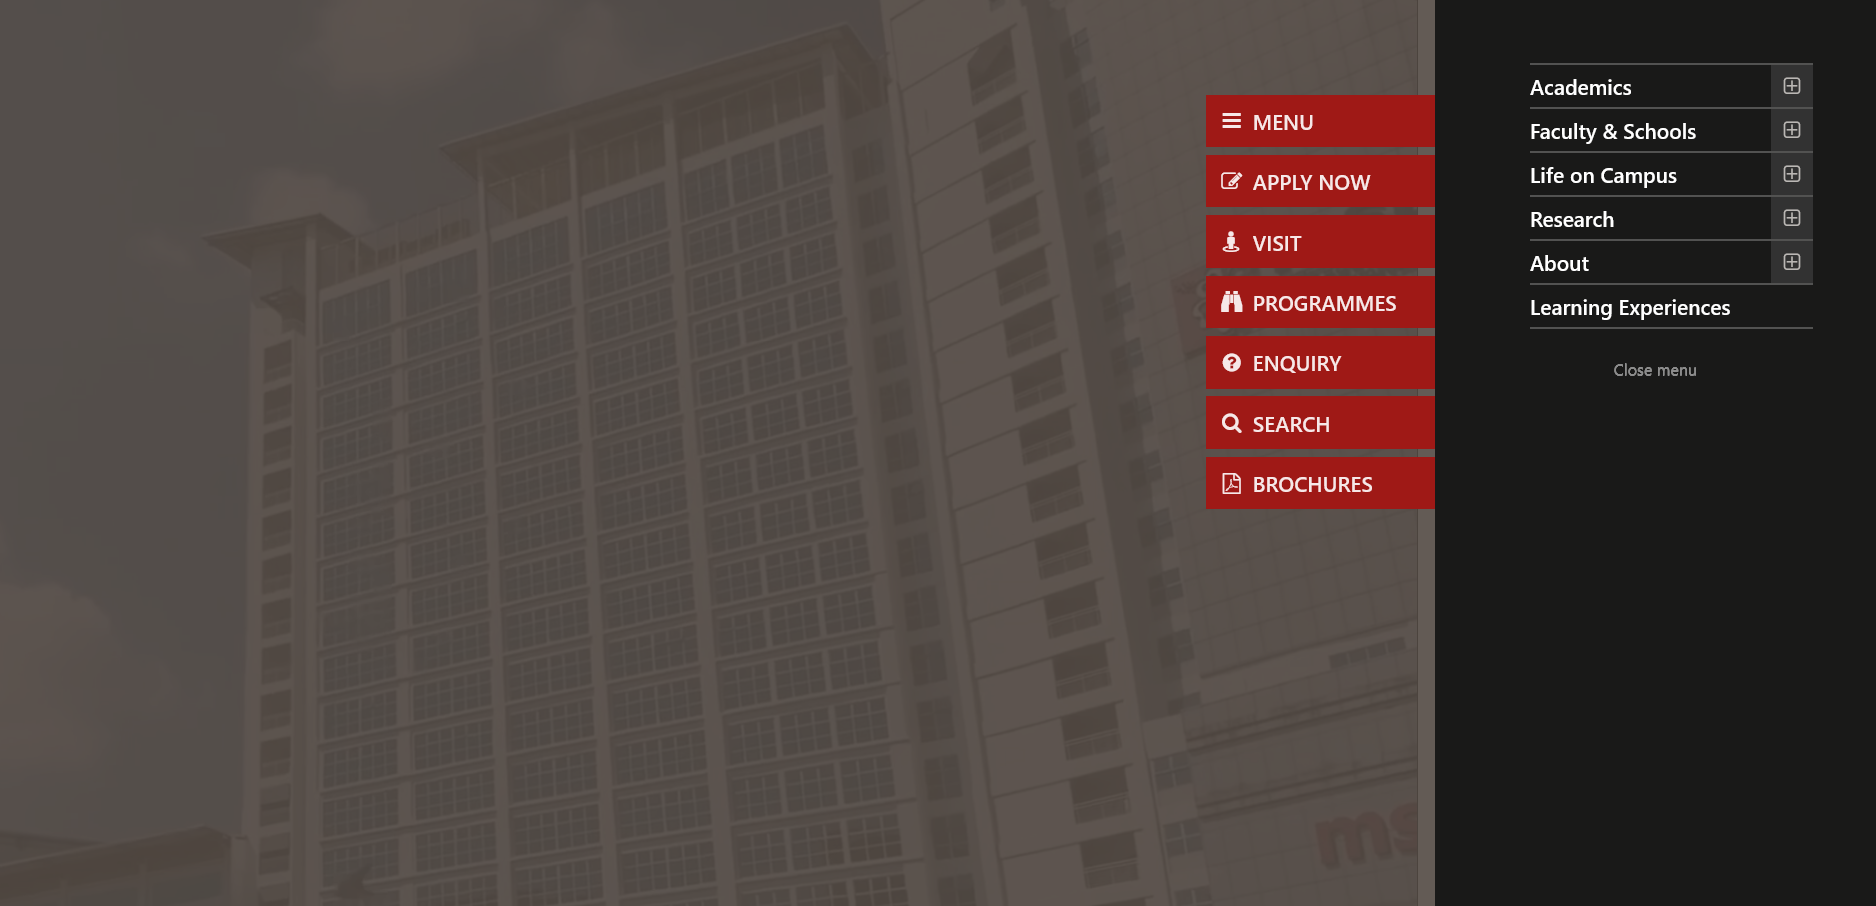 MENU
APPLY NOW
VISIT
PROGRAMMES
ENQUIRY
SEARCH
BROCHURES
Academics
Faculty & Schools
Life on Campus
Research
About
Learning Experiences
Close menu
ms